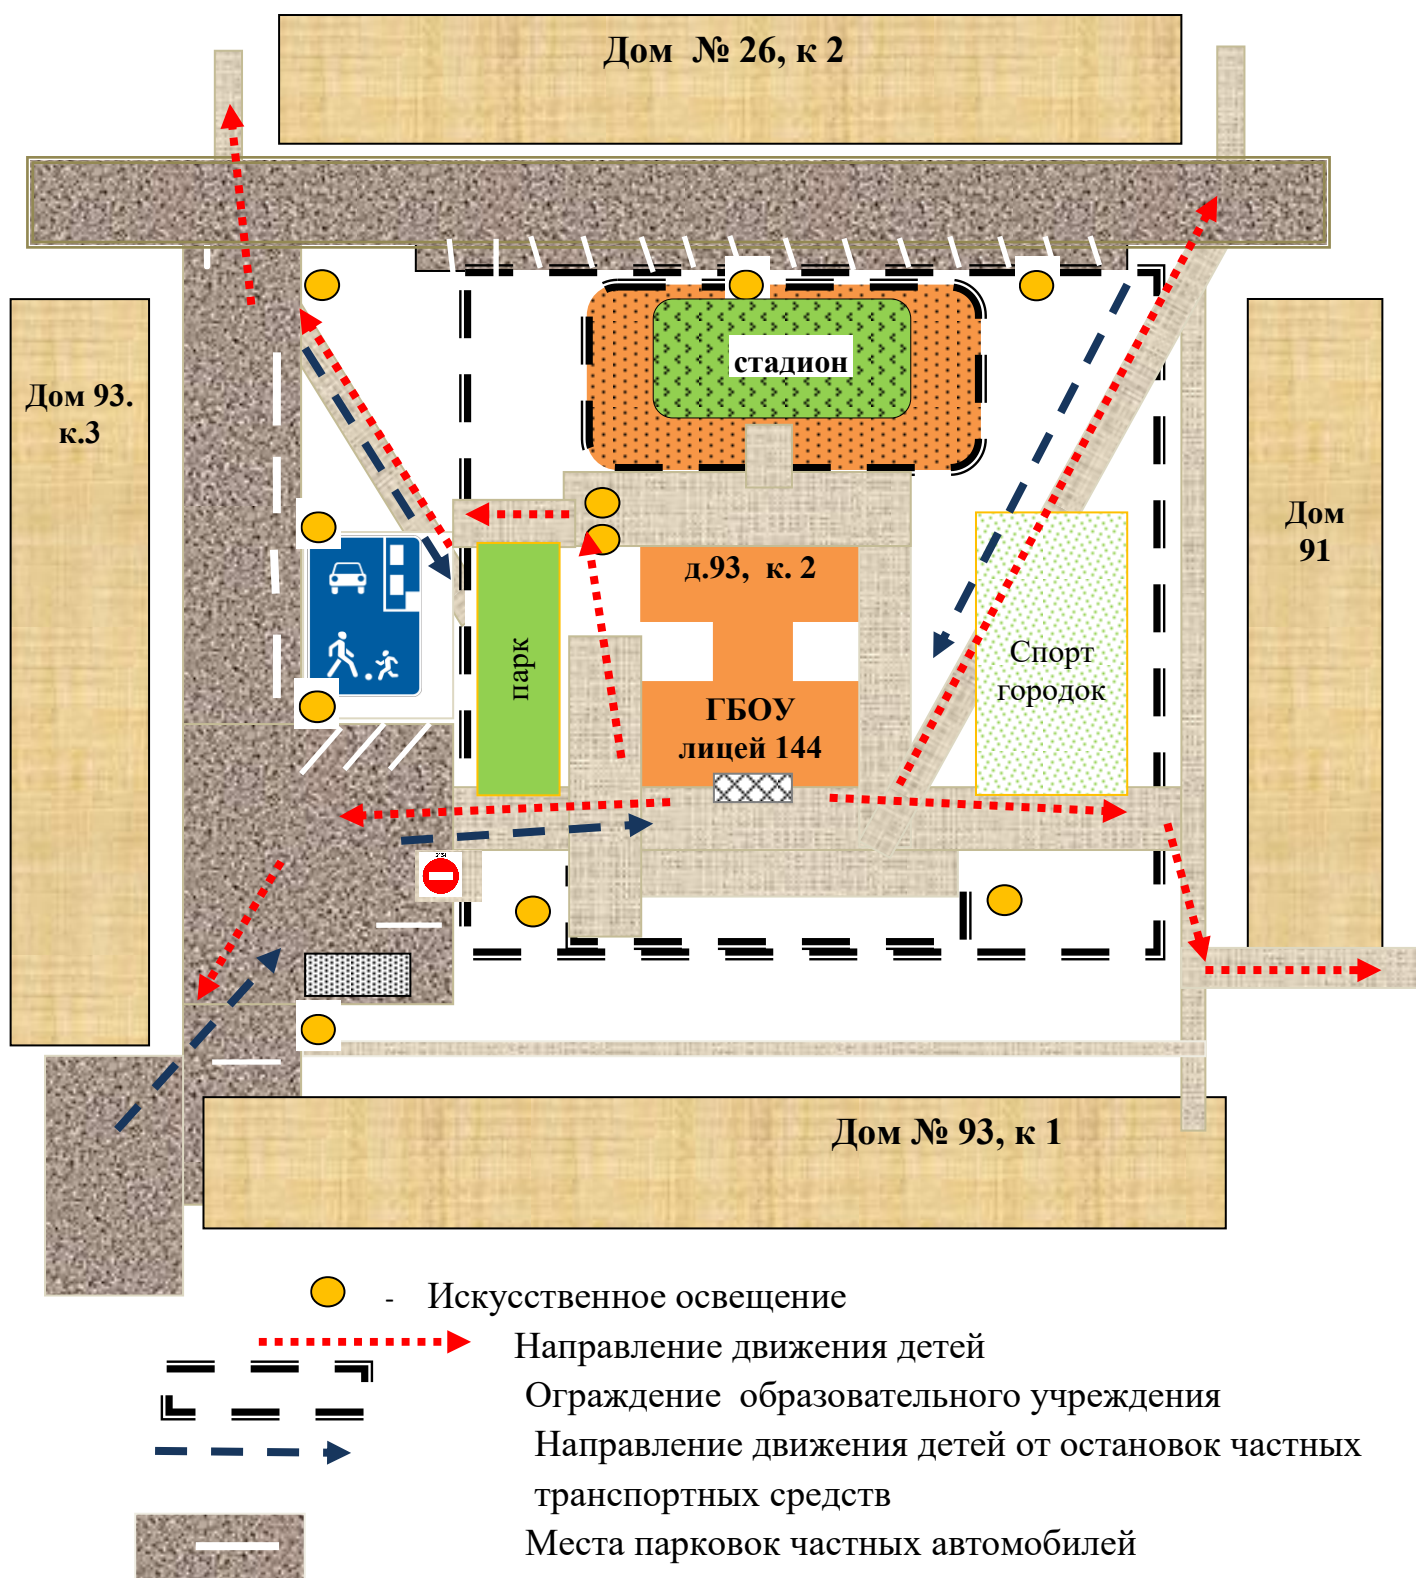 Дом № 26, к 2
стадион
Дом 93.
к.3
Дом
91
д.93, к. 2
парк
Спорт
городок
ГБОУ
лицей 144
Дом № 93, к 1
- Искусственное освещение
Направление движения детей
Ограждение образовательного учреждения
Направление движения детей от остановок частных
транспортных средств
Места парковок частных автомобилей